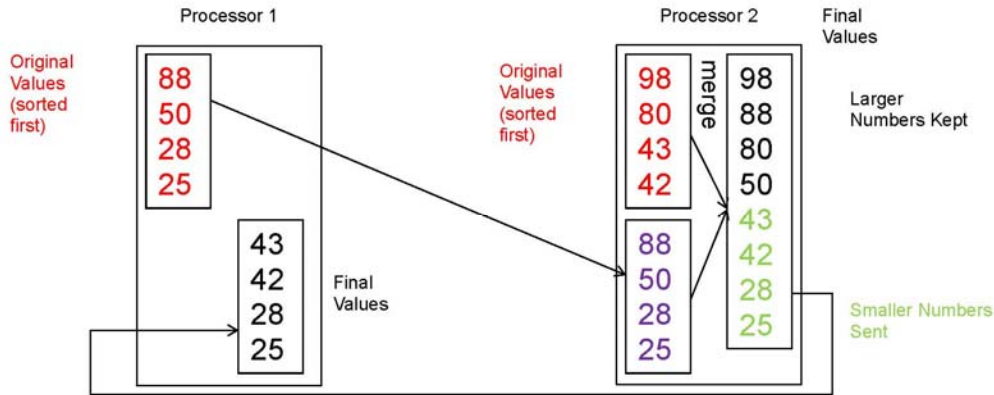 Processor 1
Original
Values
(sorted
first)
88
50
28
25
43
42
28
25
Final
Values
Processor 2
Final
Values
Original
Values
(sorted
first)
98
80
43
42
merge
88
50
28
25
98
88
80
50
43
42
28
25
Larger
Numbers Kept
Smaller Numbers
Sent